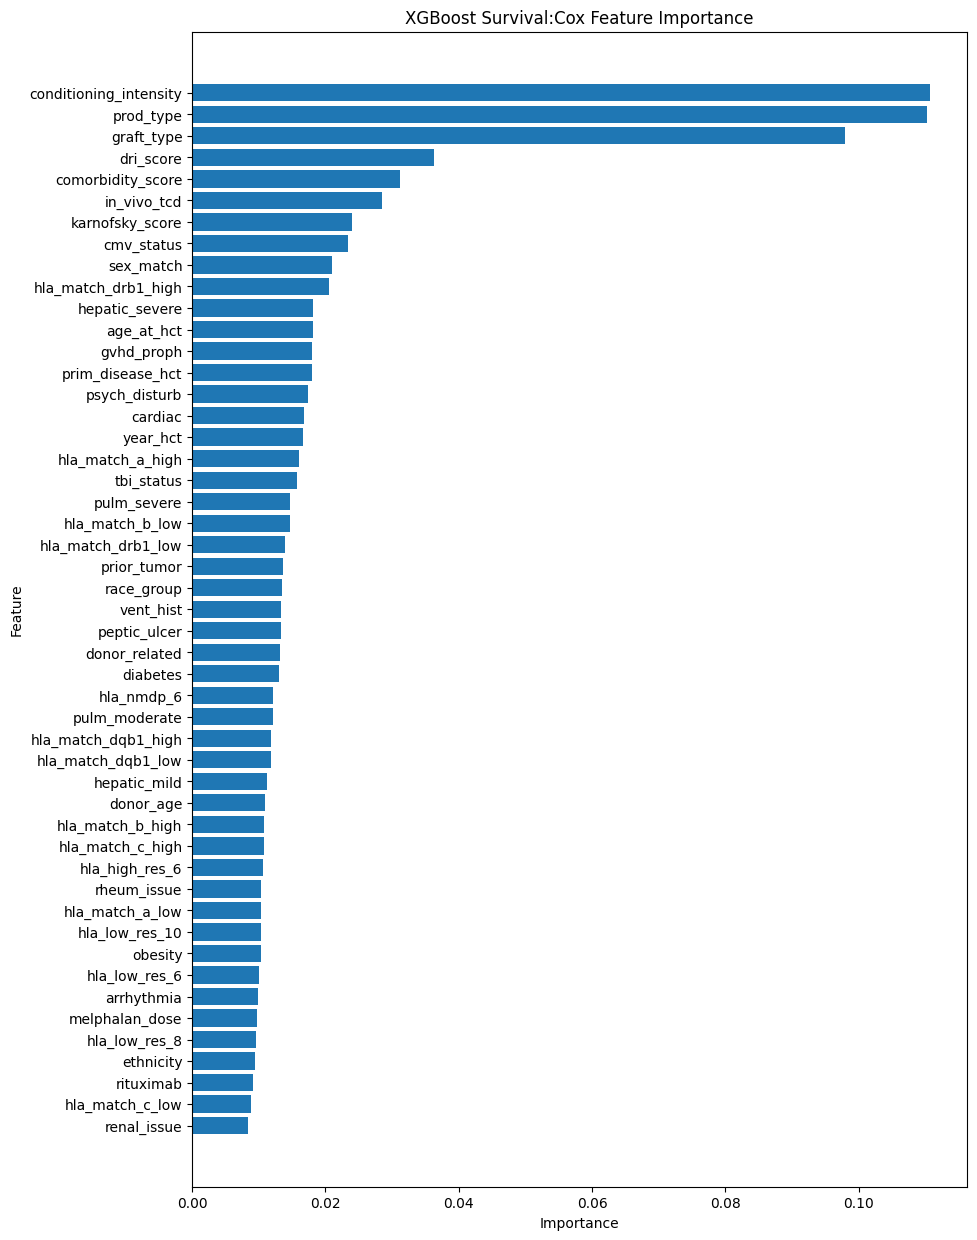 XGBoost Survival:Cox Feature Importance
conditioning_intensity
prod_type
graft_type
dri_score
comorbidity_score
in_vivo_tcd
karnofsky_score
cmv_status
sex_match
hla_match_drb1_high
hepatic_severe
age_at_hct
gvhd_proph
prim_disease_hct
psych_disturb
cardiac
year_hct
hla_match_a_high
tbi_status
pulm_severe
hla_match_b_low
hla_match_drb1_low
prior_tumor
race_group
vent_hist
peptic_ulcer
donor_related
diabetes
hla_nmdp_6
pulm_moderate
hla_match_dqb1_high
hla_match_dqb1_low
hepatic_mild
donor_age
hla_match_b_high
hla_match_c_high
hla_high_res_6
rheum_issue
hla_match_a_low
hla_low_res_10
obesity
hla_low_res_6
arrhythmia
melphalan_dose
hla_low_res_8
ethnicity
rituximab
hla_match_c_low
renal_issue
Feature
0.00 0.02 0.04 0.06 0.08 0.10
Importance